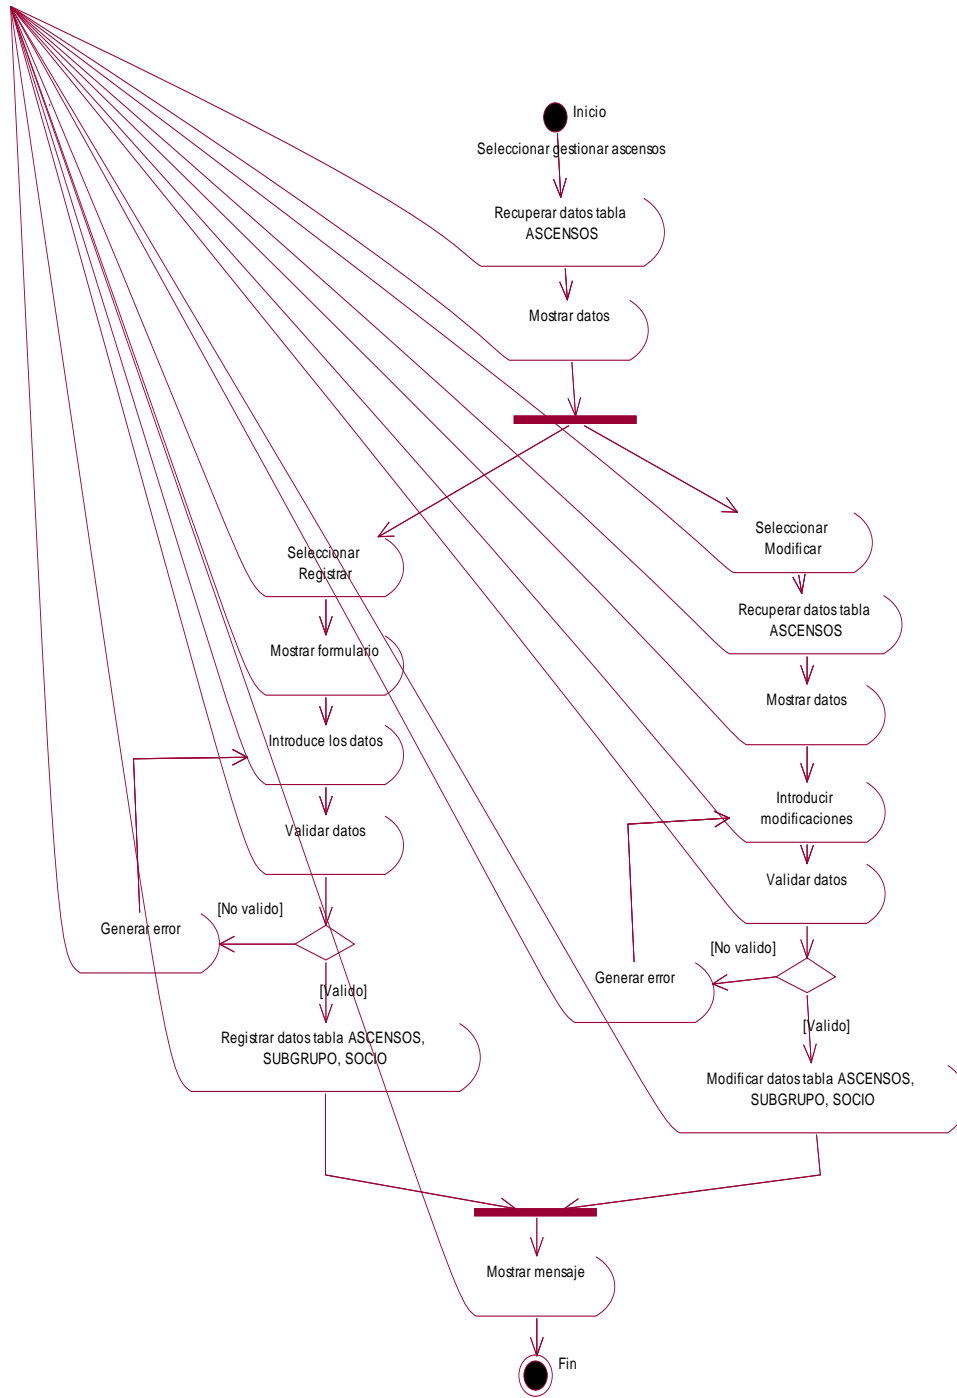 Inicio
Seleccionar gestionar ascensos
Recuperar datos tabla
ASCENSOS
Mostrar datos
Seleccionar
Registrar
Mostrar formulario
Introduce los datos
Validar datos
[No valido]
Generar error
[Valido]
Registrar datos tabla ASCENSOS,
SUBGRUPO, SOCIO
Seleccionar
Modificar
Recuperar datos tabla
ASCENSOS
Mostrar datos
Introducir
modificaciones
Validar datos
[No valido]
Generar error
[Valido]
Modificar datos tabla ASCENSOS,
SUBGRUPO, SOCIO
Mostrar mensaje
Fin